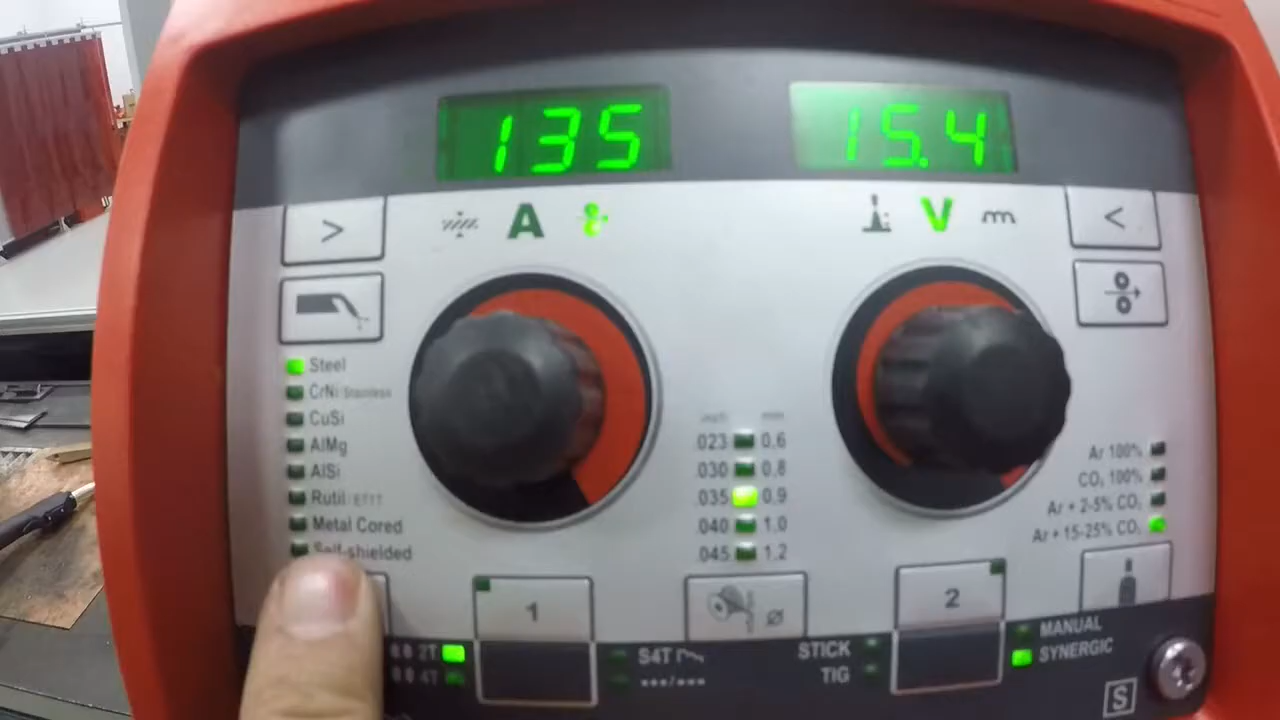 135
15.4
>
A
V
<
Steel
CrNi Stainless
CuSi
AlMg
AlSi
Rutil
Metal Cored
Self-shielded
inch
mm
.023 0.6
.030 0.8
.035 0.9
.040 1.0
.045 1.2
Ar 100%
CO₂ 100%
Ar + 2-5% CO₂
Ar + 15-25% CO₂
1
Ø
2
2T
4T
S4T
STICK
TIG
MANUAL
SYNERGIC
S